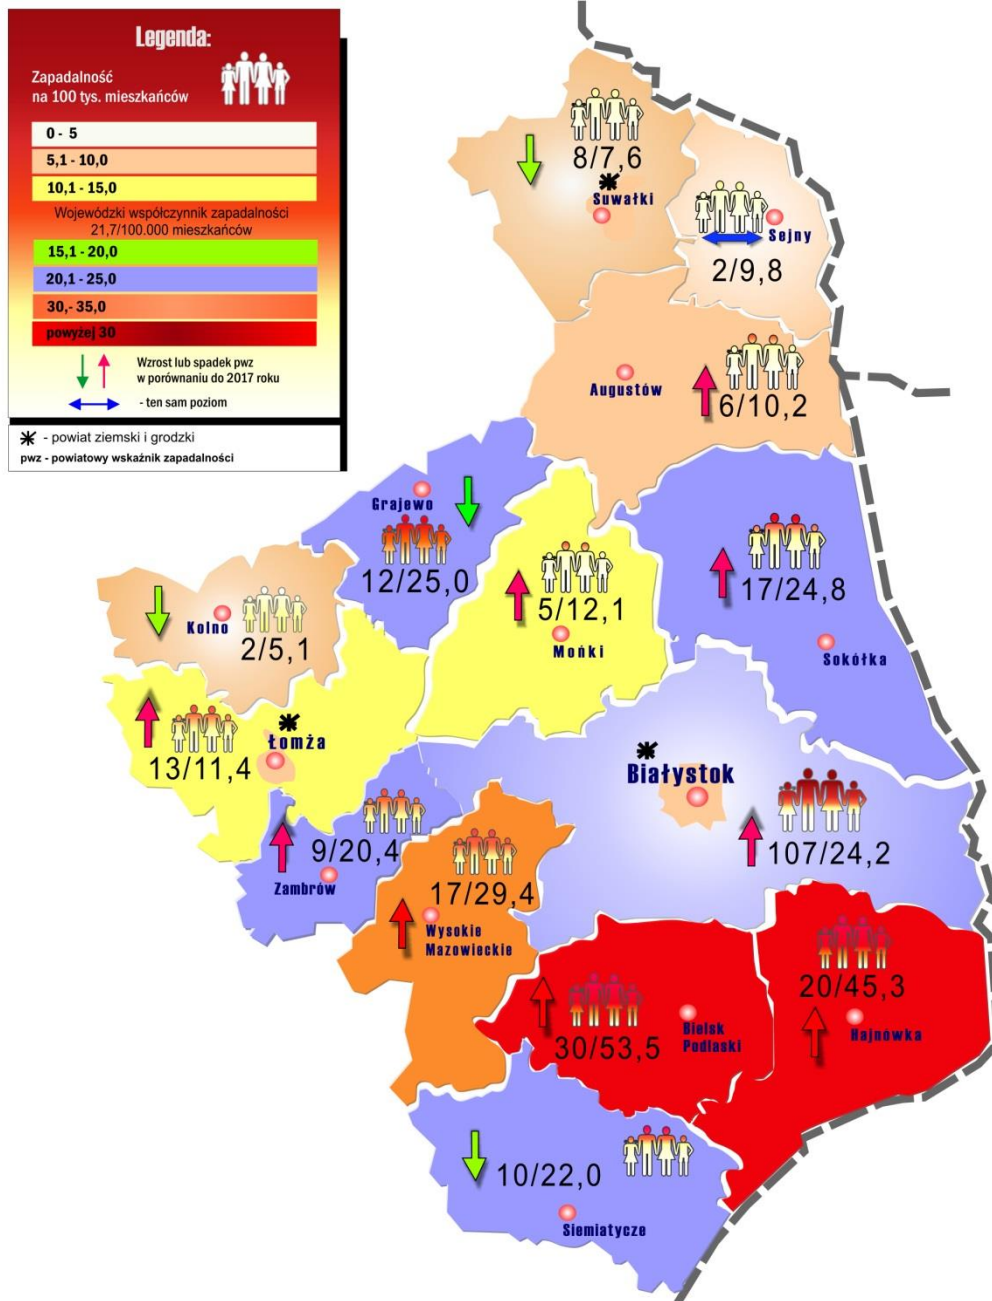 Legenda:
Zapadalność
na 100 tys. mieszkańców
0 - 5
5,1 - 10,0
10,1 - 15,0
Wojewódzki współczynnik zapadalności
21,7/100.000 mieszkańców
15,1 - 20,0
20,1 - 25,0
30,- 35,0
powyżej 30
Wzrost lub spadek pwz
w porównaniu do 2017 roku
- ten sam poziom
- powiat ziemski i grodzki
pwz - powiatowy wskaźnik zapadalności
8/7,6
Suwałki
Sejny
2/9,8
Augustów
6/10,2
Grajewo
12/25,0
5/12,1
Mońki
17/24,8
Sokółka
Kolno
2/5,1
Łomża
13/11,4
Białystok
107/24,2
9/20,4
Zambrów
17/29,4
Wysokie
Mazowieckie
20/45,3
Hajnówka
30/53,5
Bielsk
Podlaski
10/22,0
Siemiatycze